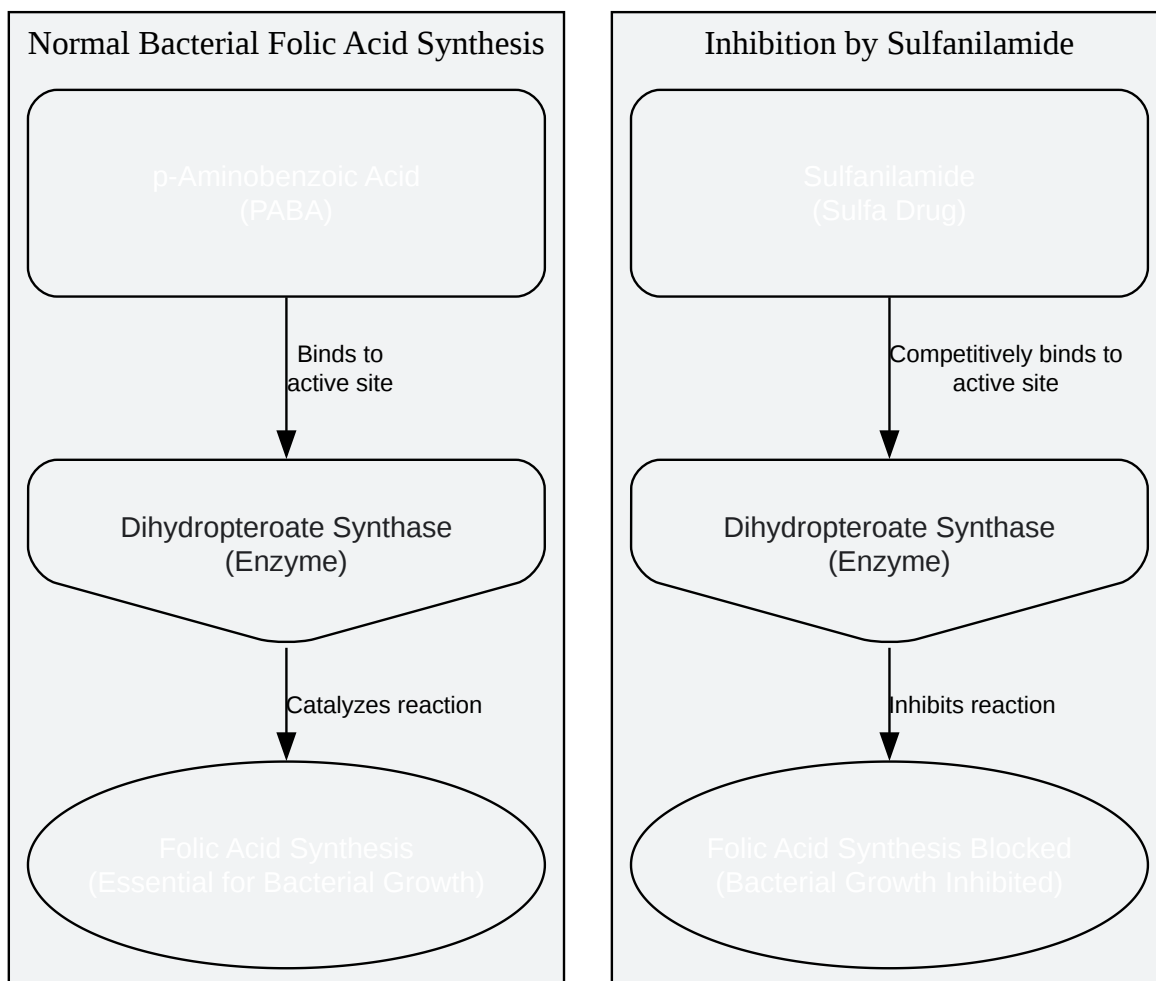 Normal Bacterial Folic Acid Synthesis
p-Aminobenzoic Acid
(PABA)
Binds to
active site
Dihydropteroate Synthase
(Enzyme)
Catalyzes reaction
Folic Acid Synthesis
(Essential for Bacterial Growth)
Inhibition by Sulfanilamide
Sulfanilamide
(Sulfa Drug)
Competitively binds to
active site
Dihydropteroate Synthase
(Enzyme)
Inhibits reaction
Folic Acid Synthesis Blocked
(Bacterial Growth Inhibited)